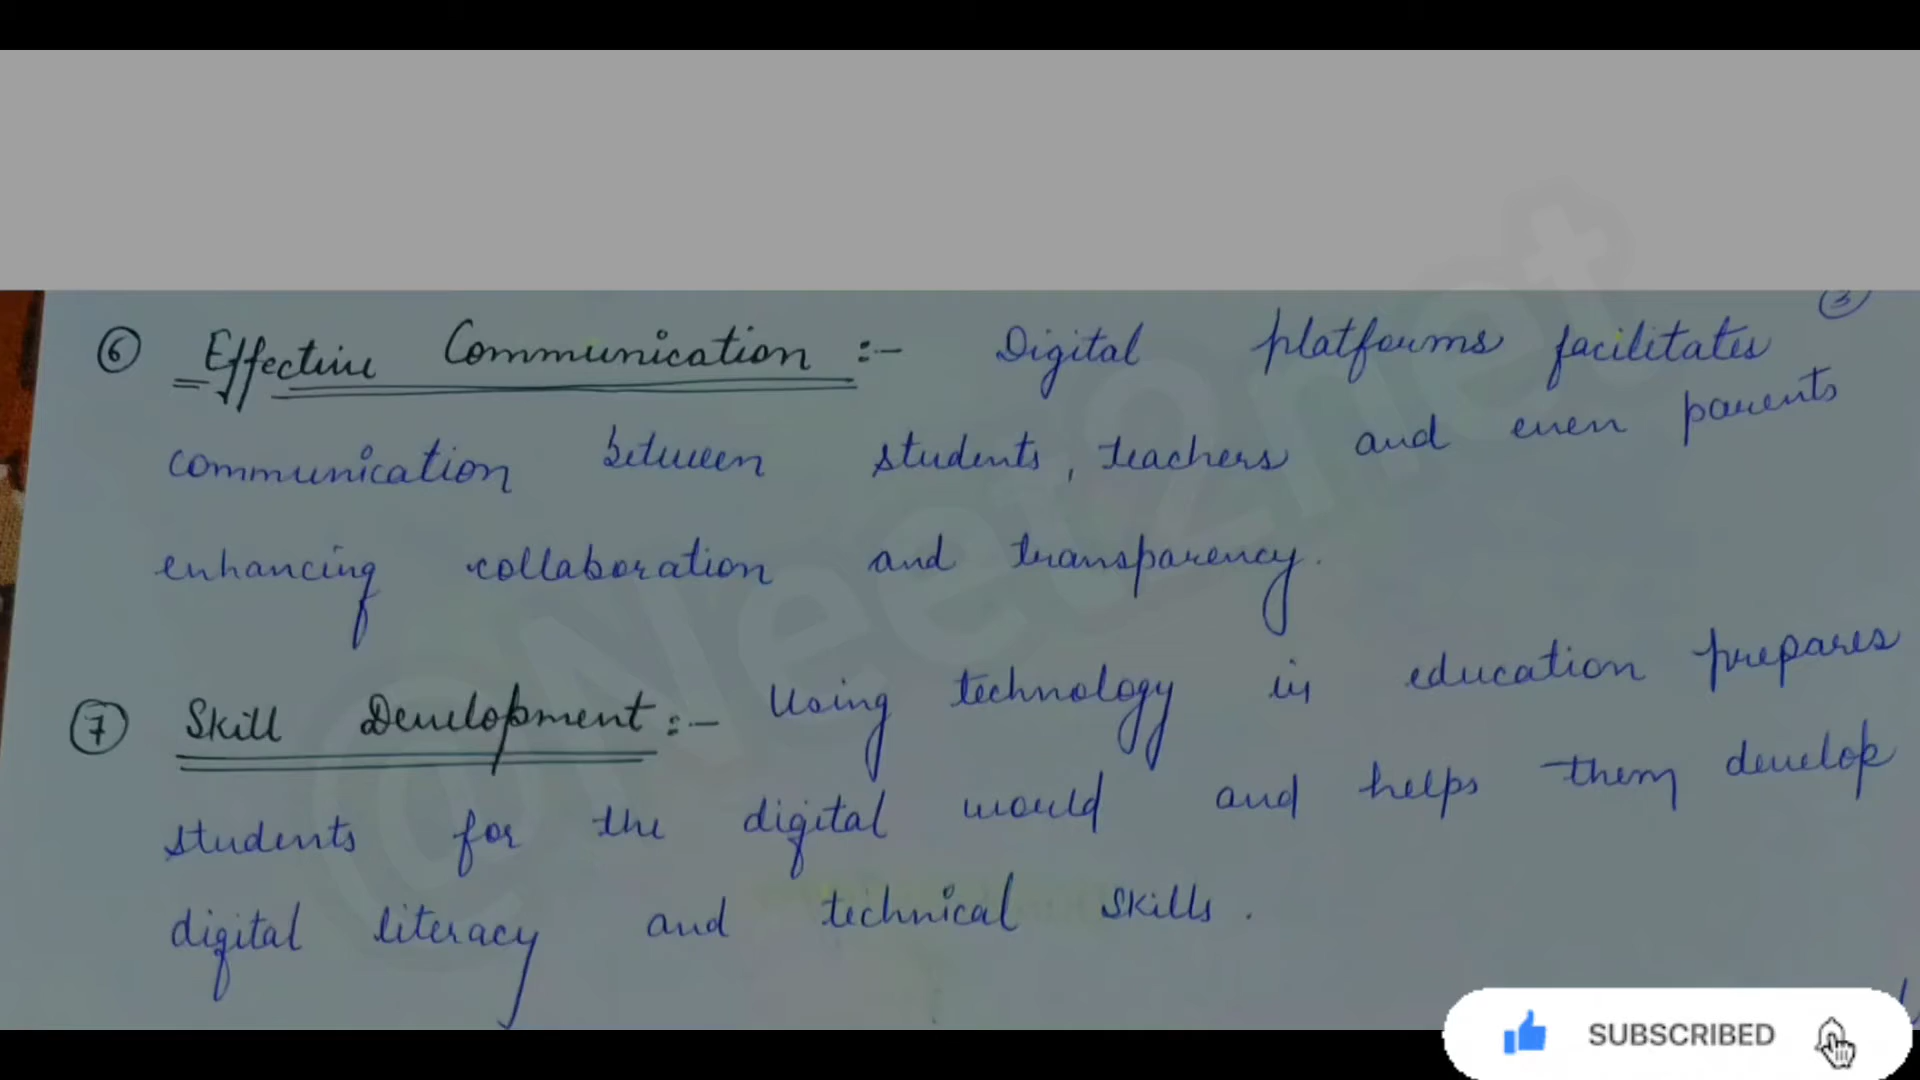 ③
⑥ Effective Communication :- Digital platforms facilitates
communication between students, teachers and even parents
enhancing collaboration and transparency.
⑦ Skill Development :- Using technology in education prepares
students for the digital world and helps them develop
digital literacy and technical skills.
@Neet2net
SUBSCRIBED